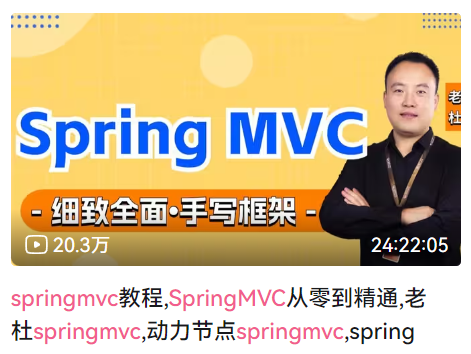 Spring MVC
老
杜
- 细致全面·手写框架 -
20.3万
24:22:05
springmvc教程,SpringMVC从零到精通,老
杜springmvc,动力节点springmvc,spring